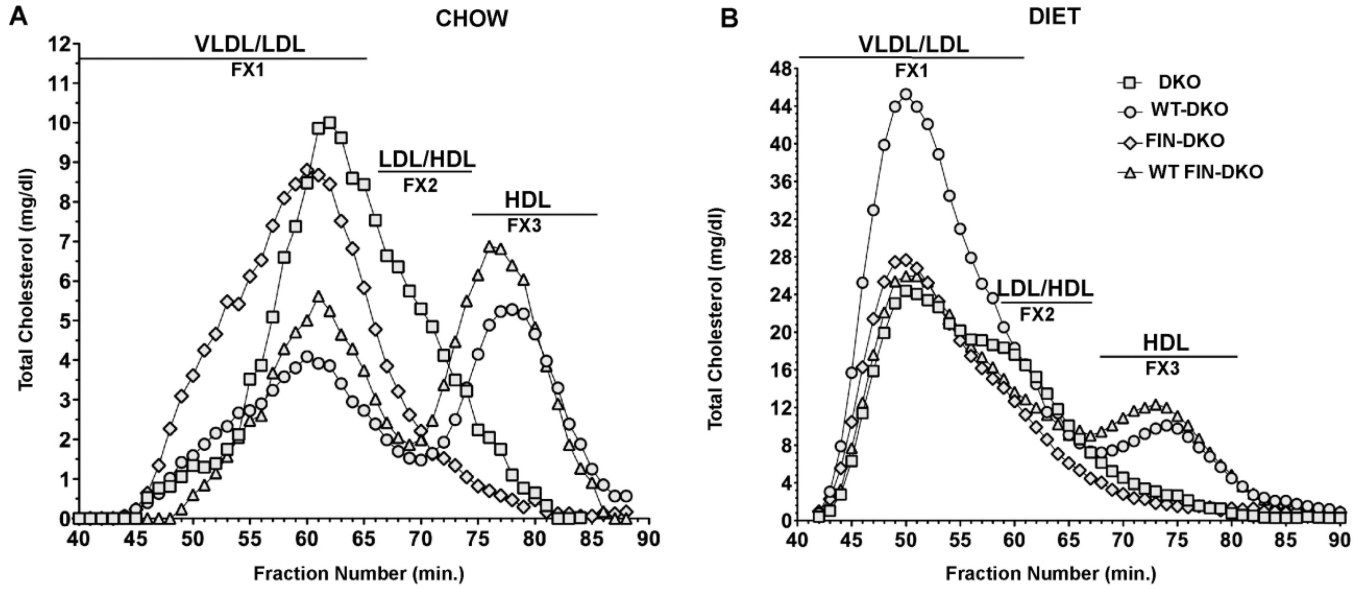 A
CHOW
VLDL/LDL
FX1
LDL/HDL
FX2
HDL
FX3
Total Cholesterol (mg/dl)
12
11
10
9
8
7
6
5
4
3
2
1
0
40 45 50 55 60 65 70 75 80 85 90
Fraction Number (min.)
B
DIET
VLDL/LDL
FX1
DKO
WT-DKO
FIN-DKO
WT FIN-DKO
LDL/HDL
FX2
HDL
FX3
Total Cholesterol (mg/dl)
48
44
40
36
32
28
24
20
16
12
8
4
0
40 45 50 55 60 65 70 75 80 85 90
Fraction Number (min.)